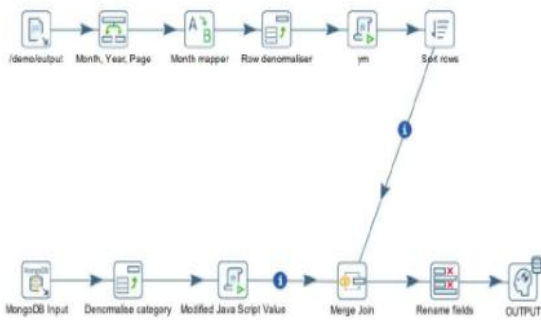 A
B
/demo/output
Month, Year, Page
Month mapper
Row denormaliser
ym
Sort rows
i
MongoDB
MongoDB Input
Denormalise category
Modified Java Script Value
i
Merge Join
Rename fields
OUTPUT